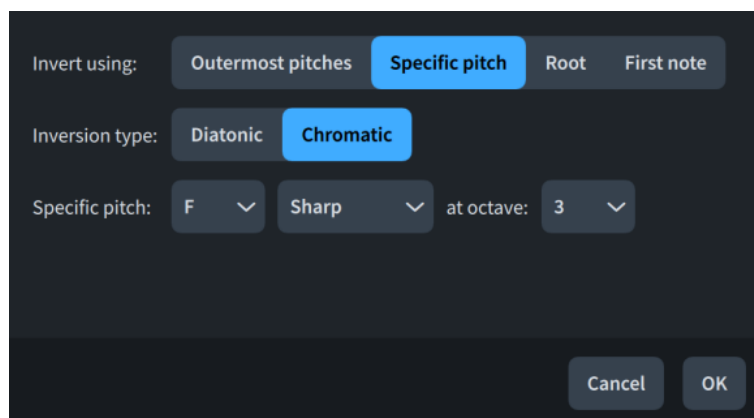 Invert using: Outermost pitches Specific pitch Root First note
Inversion type: Diatonic Chromatic
Specific pitch: F Sharp at octave: 3
Cancel OK